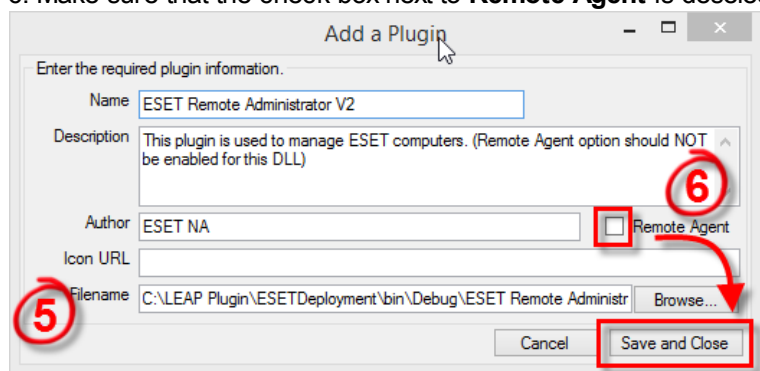 Add a Plugin
Enter the required plugin information.
Name ESET Remote Administrator V2
Description This plugin is used to manage ESET computers. (Remote Agent option should NOT
be enabled for this DLL)
6
Author ESET NA Remote Agent
Icon URL
5 Filename C:\LEAP Plugin\ESETDeployment\bin\Debug\ESET Remote Administr Browse...
Cancel Save and Close